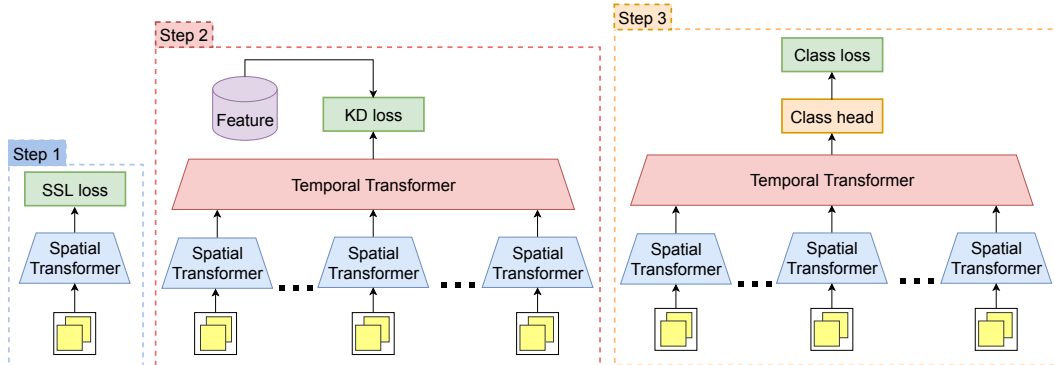 Step 1
SSL loss
Spatial
Transformer
Step 2
Feature
KD loss
Temporal Transformer
Spatial
Transformer
Spatial
Transformer
Spatial
Transformer
Step 3
Class loss
Class head
Temporal Transformer
Spatial
Transformer
Spatial
Transformer
Spatial
Transformer